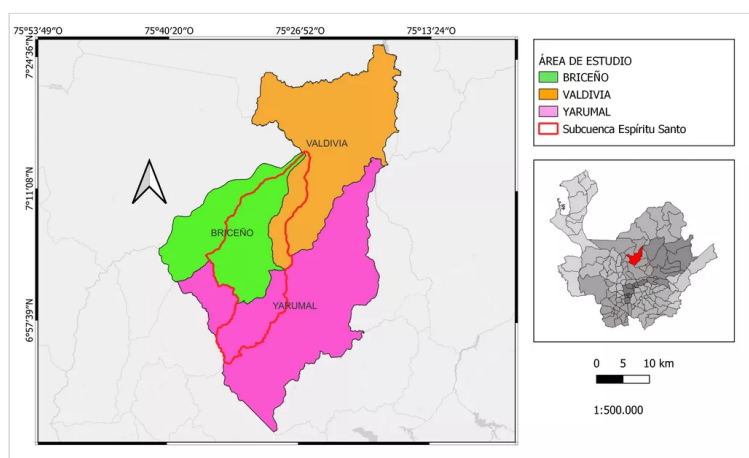 75°53′49″O 75°40′20″O 75°26′52″O 75°13′24″O
7°24′36″N
7°11′08″N
6°57′39″N
VALDIVIA
BRICEÑO
YARUMAL
ÁREA DE ESTUDIO
BRICEÑO
VALDIVIA
YARUMAL
Subcuenca Espíritu Santo
0 5 10 km
1:500.000